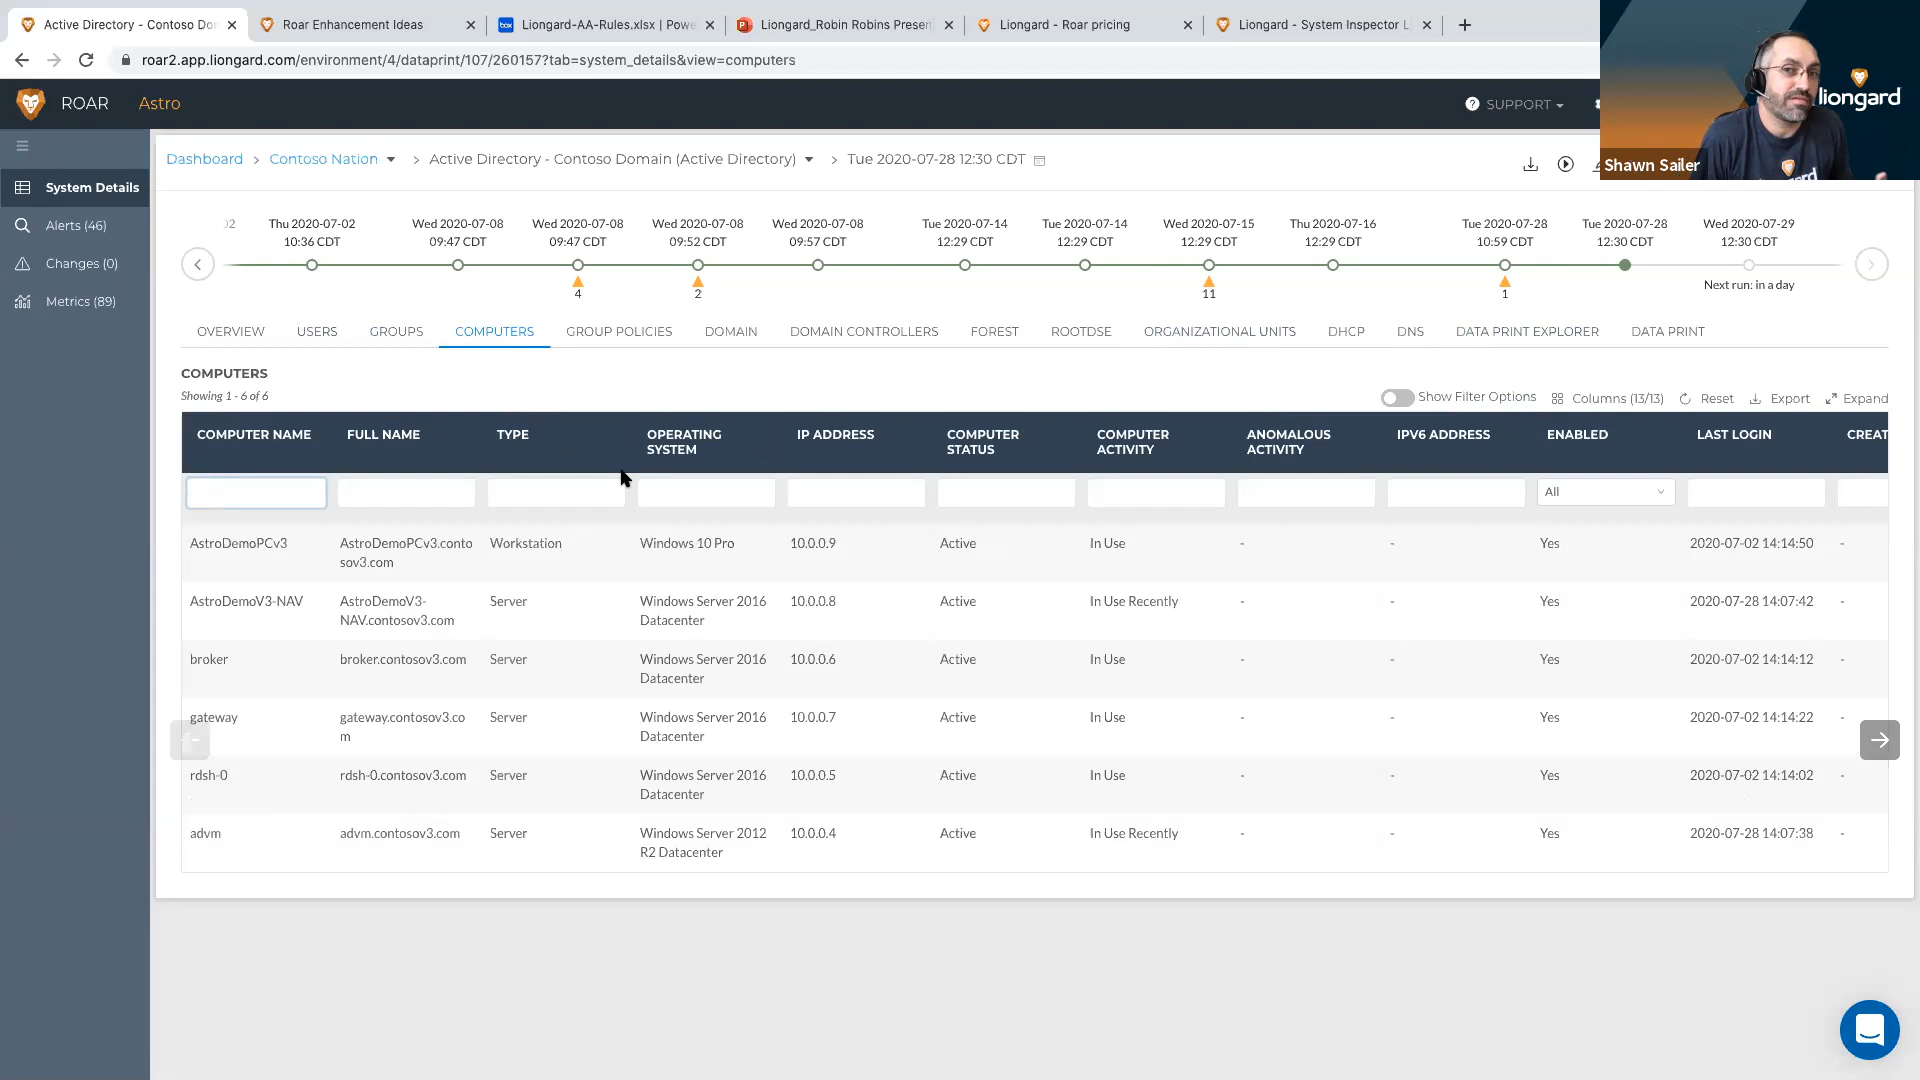 Active Directory - Contoso Don
Roar Enhancement Ideas
Liongard-AA-Rules.xlsx | Powe
Liongard_Robin Robins Presen
Liongard - Roar pricing
Liongard - System Inspector L
roar2.app.liongard.com/environment/4/dataprint/107/260157?tab=system_details&view=computers
liongard
Shawn Sailer
ROAR Astro
SUPPORT
Dashboard > Contoso Nation > Active Directory - Contoso Domain (Active Directory) > Tue 2020-07-28 12:30 CDT
System Details
Alerts (46)
Changes (0)
Metrics (89)
02 Thu 2020-07-02 Wed 2020-07-08 Wed 2020-07-08 Wed 2020-07-08 Wed 2020-07-08 Tue 2020-07-14 Tue 2020-07-14 Wed 2020-07-15 Thu 2020-07-16 Tue 2020-07-28 Tue 2020-07-28 Wed 2020-07-29
10:36 CDT 09:47 CDT 09:47 CDT 09:52 CDT 09:57 CDT 12:29 CDT 12:29 CDT 12:29 CDT 12:29 CDT 10:59 CDT 12:30 CDT 12:30 CDT
Next run: in a day
4 2 11 1
OVERVIEW USERS GROUPS COMPUTERS GROUP POLICIES DOMAIN DOMAIN CONTROLLERS FOREST ROOTDSE ORGANIZATIONAL UNITS DHCP DNS DATA PRINT EXPLORER DATA PRINT
COMPUTERS
Showing 1 - 6 of 6
Show Filter Options Columns (13/13) Reset Export Expand
COMPUTER NAME FULL NAME TYPE OPERATING IP ADDRESS COMPUTER COMPUTER ANOMALOUS IPV6 ADDRESS ENABLED LAST LOGIN CREAT
SYSTEM STATUS ACTIVITY ACTIVITY
All
AstroDemoPCv3 AstroDemoPCv3.conto Workstation Windows 10 Pro 10.0.0.9 Active In Use - - Yes 2020-07-02 14:14:50 -
sov3.com
AstroDemoV3-NAV AstroDemoV3- Server Windows Server 2016 10.0.0.8 Active In Use Recently - - Yes 2020-07-28 14:07:42 -
NAV.contosov3.com Datacenter
broker broker.contosov3.com Server Windows Server 2016 10.0.0.6 Active In Use - - Yes 2020-07-02 14:14:12 -
Datacenter
gateway gateway.contosov3.co Server Windows Server 2016 10.0.0.7 Active In Use - - Yes 2020-07-02 14:14:22 -
m Datacenter
rdsh-0 rdsh-0.contosov3.com Server Windows Server 2016 10.0.0.5 Active In Use - - Yes 2020-07-02 14:14:02 -
Datacenter
advm advm.contosov3.com Server Windows Server 2012 10.0.0.4 Active In Use Recently - - Yes 2020-07-28 14:07:38 -
R2 Datacenter